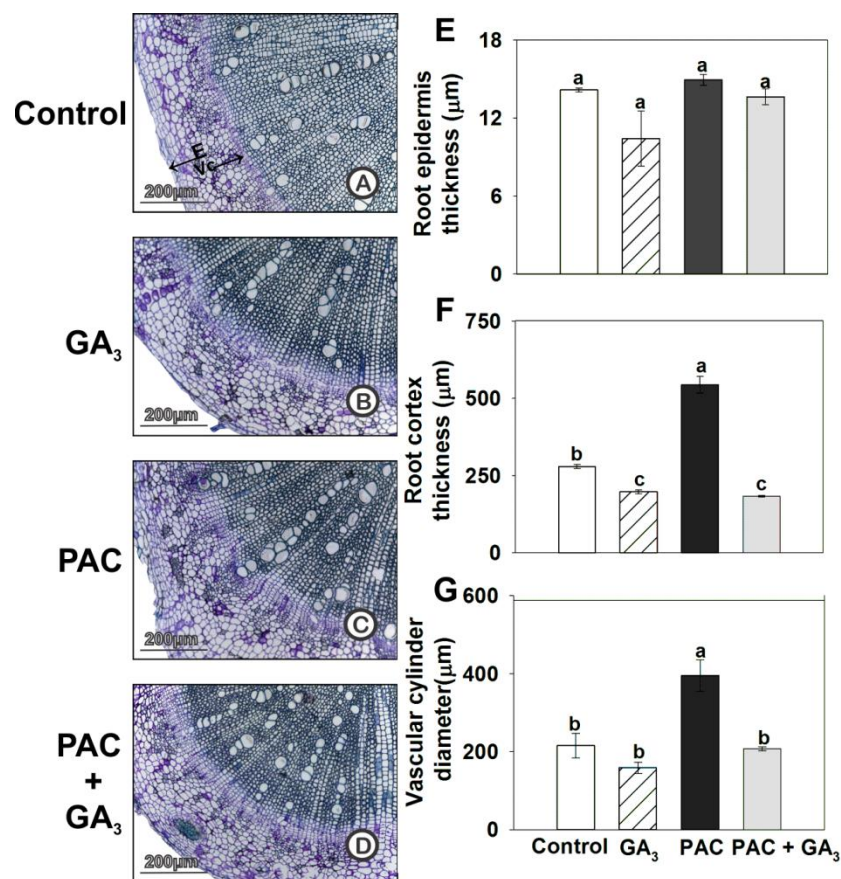 Control
E
Vc
200µm
A
GA₃
200µm
B
PAC
200µm
C
PAC
+
GA₃
200µm
D
E
Root epidermis
thickness (µm)
18
12
6
0
a
a
a
a
F
Root cortex
thickness (µm)
750
500
250
0
b
c
a
c
G
Vascular cylinder
diameter(µm)
600
400
200
0
b
b
a
b
Control GA₃ PAC PAC + GA₃